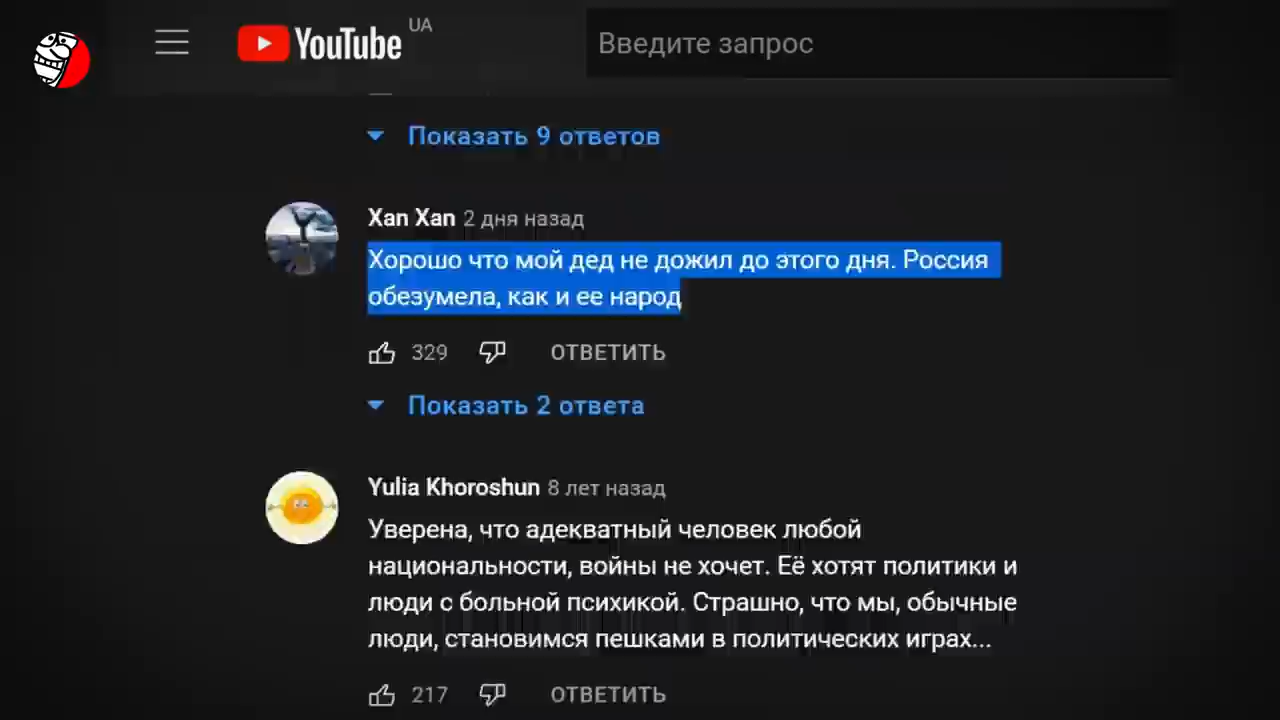 YouTube UA
Введите запрос
Показать 9 ответов
Xan Xan 2 дня назад
Хорошо что мой дед не дожил до этого дня. Россия
обезумела, как и ее народ
329 ОТВЕТИТЬ
Показать 2 ответа
Yulia Khoroshun 8 лет назад
Уверена, что адекватный человек любой
национальности, войны не хочет. Её хотят политики и
люди с больной психикой. Страшно, что мы, обычные
люди, становимся пешками в политических играх...
217 ОТВЕТИТЬ